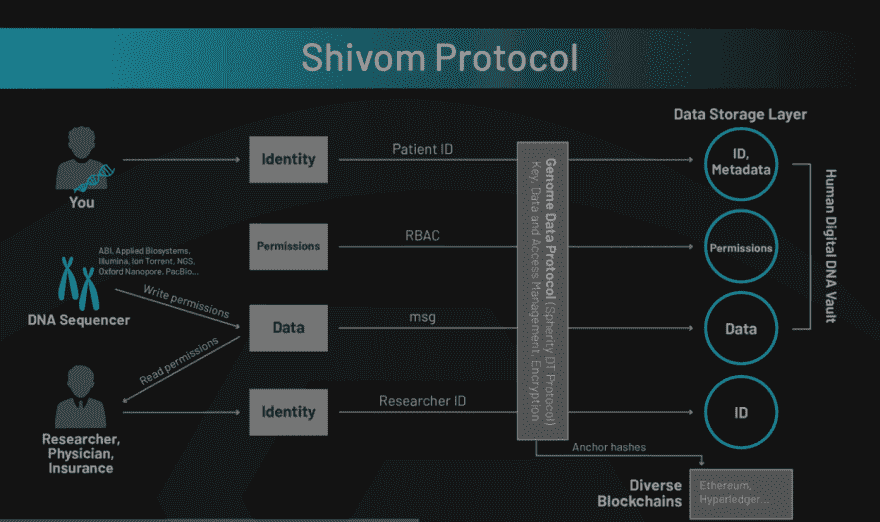 Shivom Protocol
Data Storage Layer
You
Identity
Patient ID
ID,
Metadata
Permissions
RBAC
Permissions
ABI, Applied Biosystems,
Illumina, Ion Torrent, NGS,
Oxford Nanopore, PacBio...
DNA Sequencer
Write permissions
Data
msg
Data
Read permissions
Researcher,
Physician,
Insurance
Identity
Researcher ID
ID
Genome Data Protocol (Spherity DT Protocol)
Key, Data and Access Management, Encryption
Human Digital DNA Vault
Anchor hashes
Diverse
Blockchains
Ethereum,
Hyperledger...